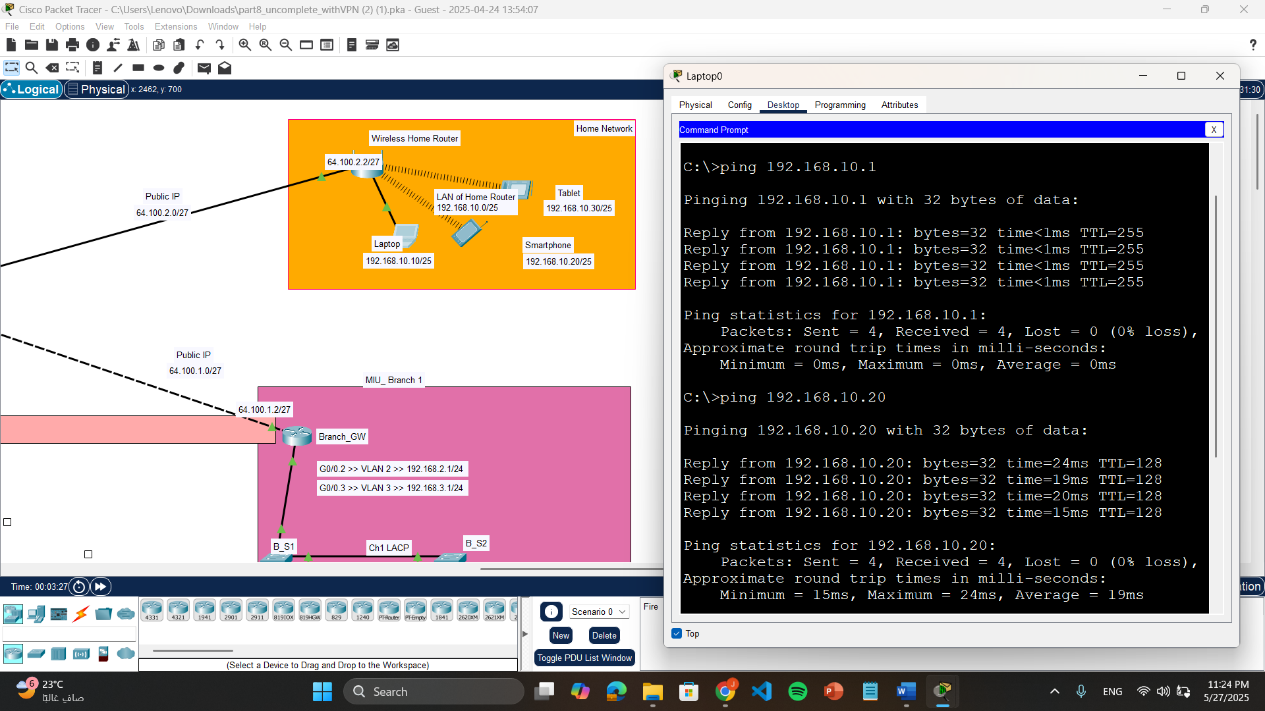 Cisco Packet Tracer - C:\Users\Lenovo\Downloads\part8_uncomplete_withVPN (2) (1).pka - Guest - 2025-04-24 13:54:07
File Edit Options View Tools Extensions Window Help
?
Logical Physical x: 2462, y: 700
31:30
Home Network
Wireless Home Router
64.100.2.2/27
LAN of Home Router
192.168.10.0/25
Tablet
192.168.10.30/25
Public IP
64.100.2.0/27
Laptop
192.168.10.10/25
Smartphone
192.168.10.20/25
Public IP
64.100.1.0/27
MIU_ Branch 1
64.100.1.2/27
Branch_GW
G0/0.2 >> VLAN 2 >> 192.168.2.1/24
G0/0.3 >> VLAN 3 >> 192.168.3.1/24
B_S1
Ch1 LACP
B_S2
Laptop0
Physical Config Desktop Programming Attributes
Command Prompt
X
C:\>ping 192.168.10.1
Pinging 192.168.10.1 with 32 bytes of data:
Reply from 192.168.10.1: bytes=32 time<1ms TTL=255
Reply from 192.168.10.1: bytes=32 time<1ms TTL=255
Reply from 192.168.10.1: bytes=32 time<1ms TTL=255
Reply from 192.168.10.1: bytes=32 time<1ms TTL=255
Ping statistics for 192.168.10.1:
Packets: Sent = 4, Received = 4, Lost = 0 (0% loss),
Approximate round trip times in milli-seconds:
Minimum = 0ms, Maximum = 0ms, Average = 0ms
C:\>ping 192.168.10.20
Pinging 192.168.10.20 with 32 bytes of data:
Reply from 192.168.10.20: bytes=32 time=24ms TTL=128
Reply from 192.168.10.20: bytes=32 time=19ms TTL=128
Reply from 192.168.10.20: bytes=32 time=20ms TTL=128
Reply from 192.168.10.20: bytes=32 time=15ms TTL=128
Ping statistics for 192.168.10.20:
Packets: Sent = 4, Received = 4, Lost = 0 (0% loss),
Approximate round trip times in milli-seconds:
Minimum = 15ms, Maximum = 24ms, Average = 19ms
Top
Time: 00:03:27
4331 4321 1941 2901 2911 819IOX 819HGW 829 1240 PT-Router PT-Empty 1841 2620XM 2621XM
(Select a Device to Drag and Drop to the Workspace)
Scenario 0
New Delete
Toggle PDU List Window
Fire
6
23°C
صافي غالبًا
Search
ENG
11:24 PM
5/27/2025